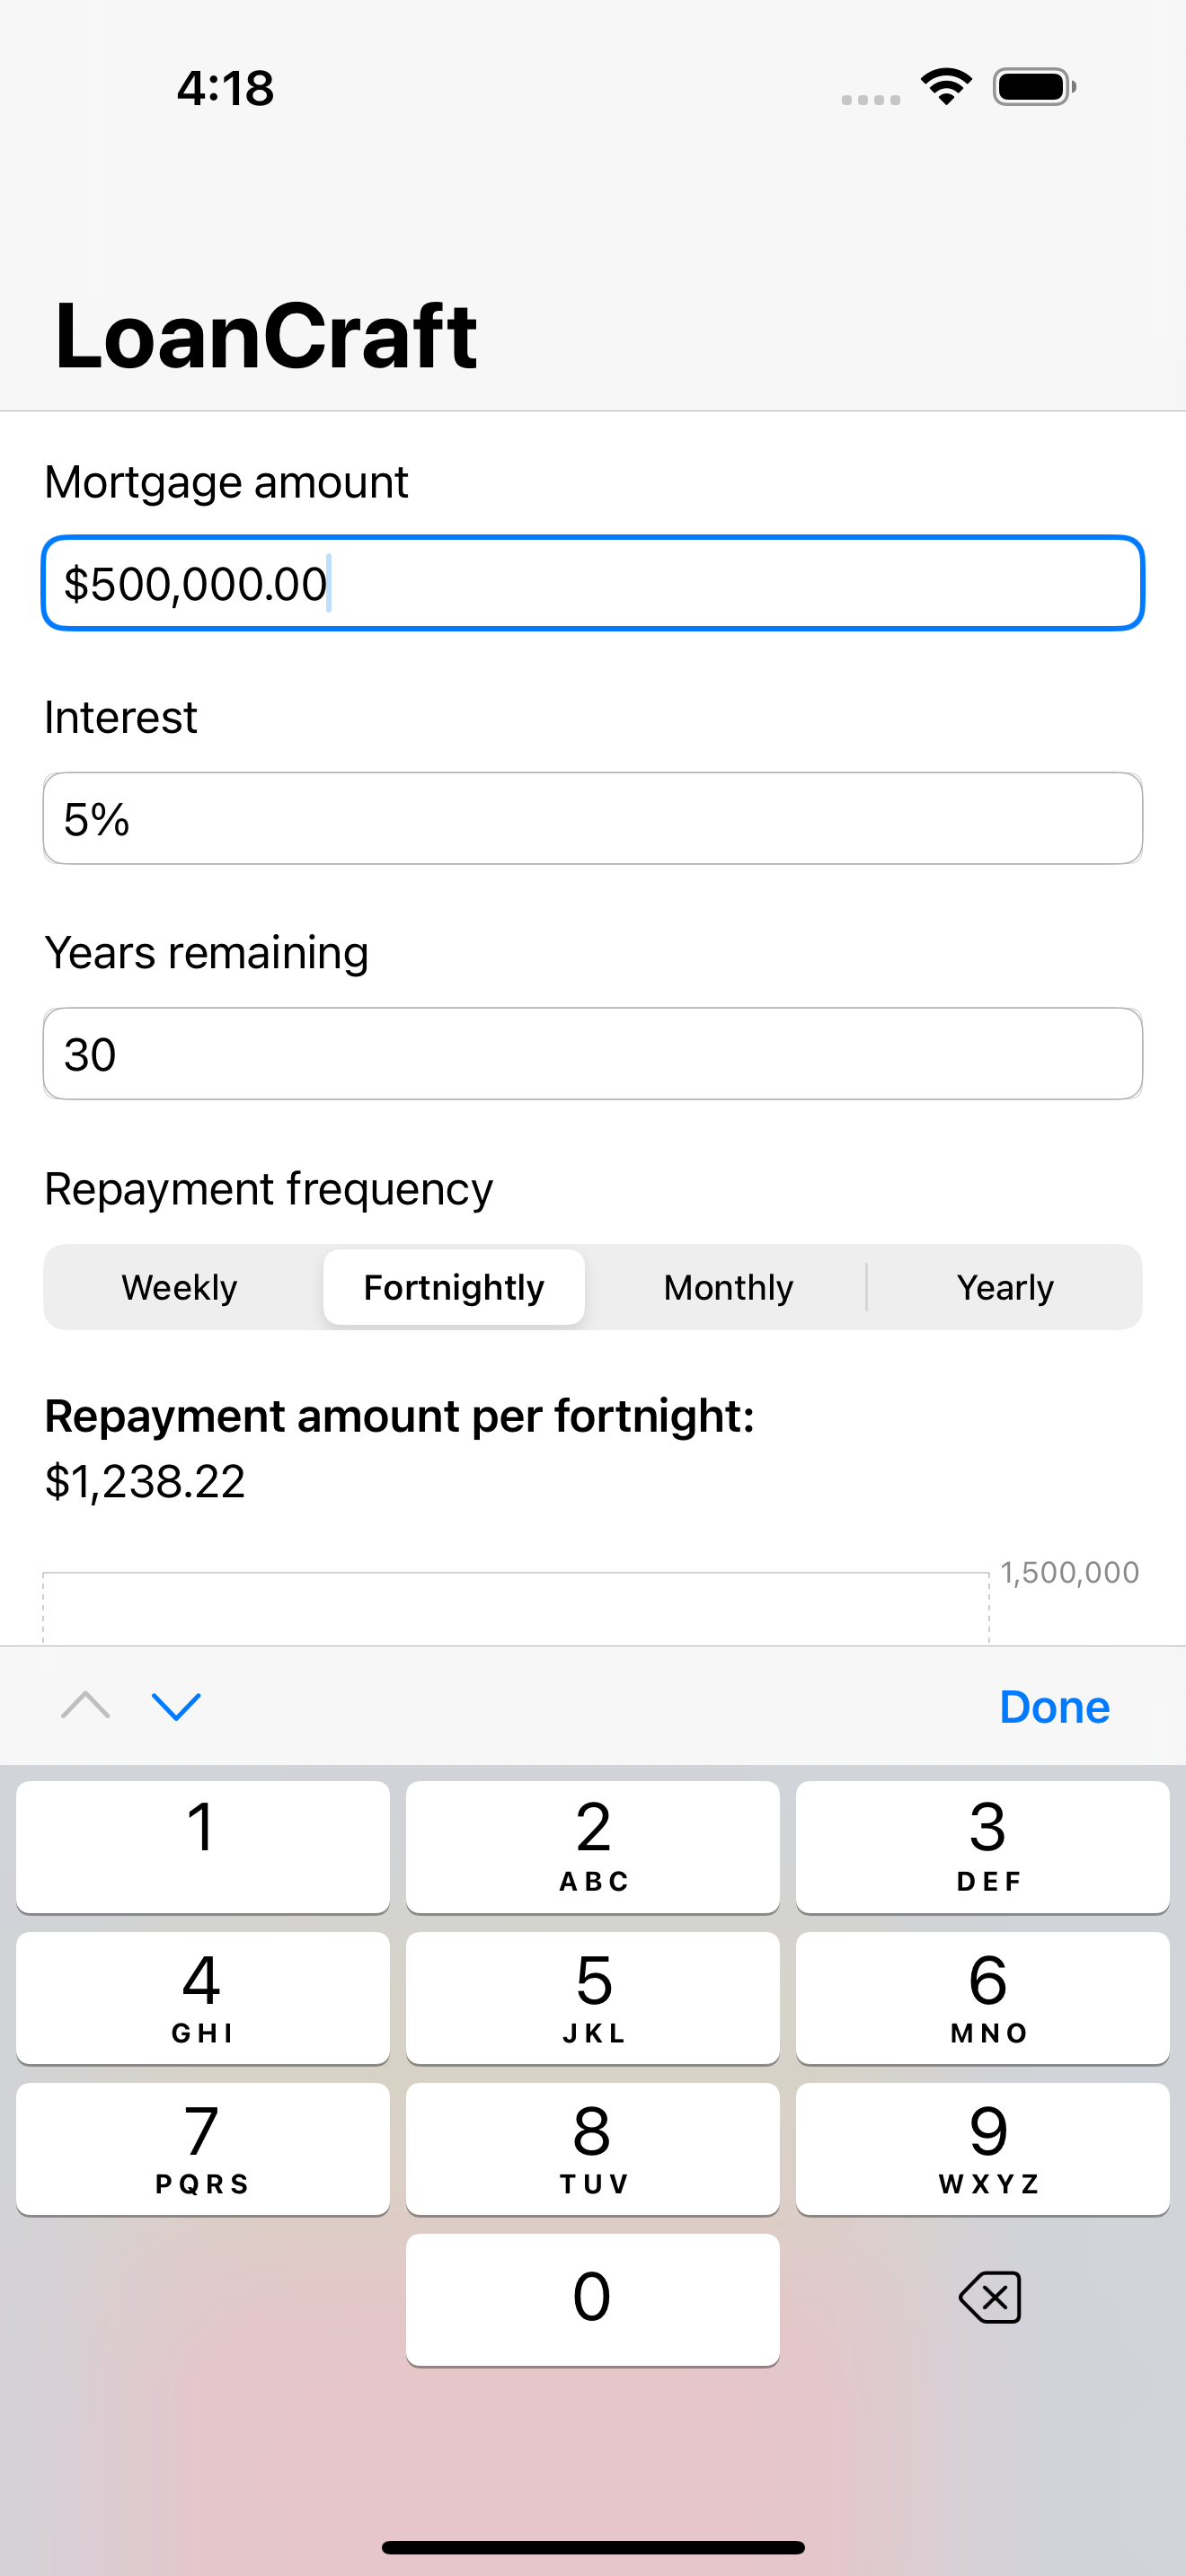 4:18
LoanCraft
Mortgage amount
$500,000.00
Interest
5%
Years remaining
30
Repayment frequency
Weekly Fortnightly Monthly Yearly
Repayment amount per fortnight:
$1,238.22
1,500,000
Done
1 2 3
ABC DEF
4 5 6
GHI JKL MNO
7 8 9
PQRS TUV WXYZ
0